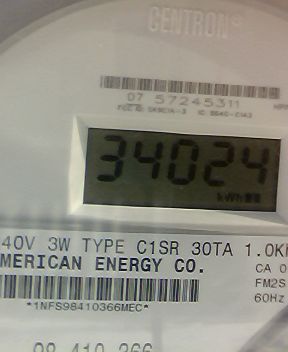 CENTRON®
07 57245311
34024
kWh
40V 3W TYPE C1SR 30TA 1.0K
MERICAN ENERGY CO.
CA 0
FM2S
60Hz
*1NFS98410366MEC*
98 410 366